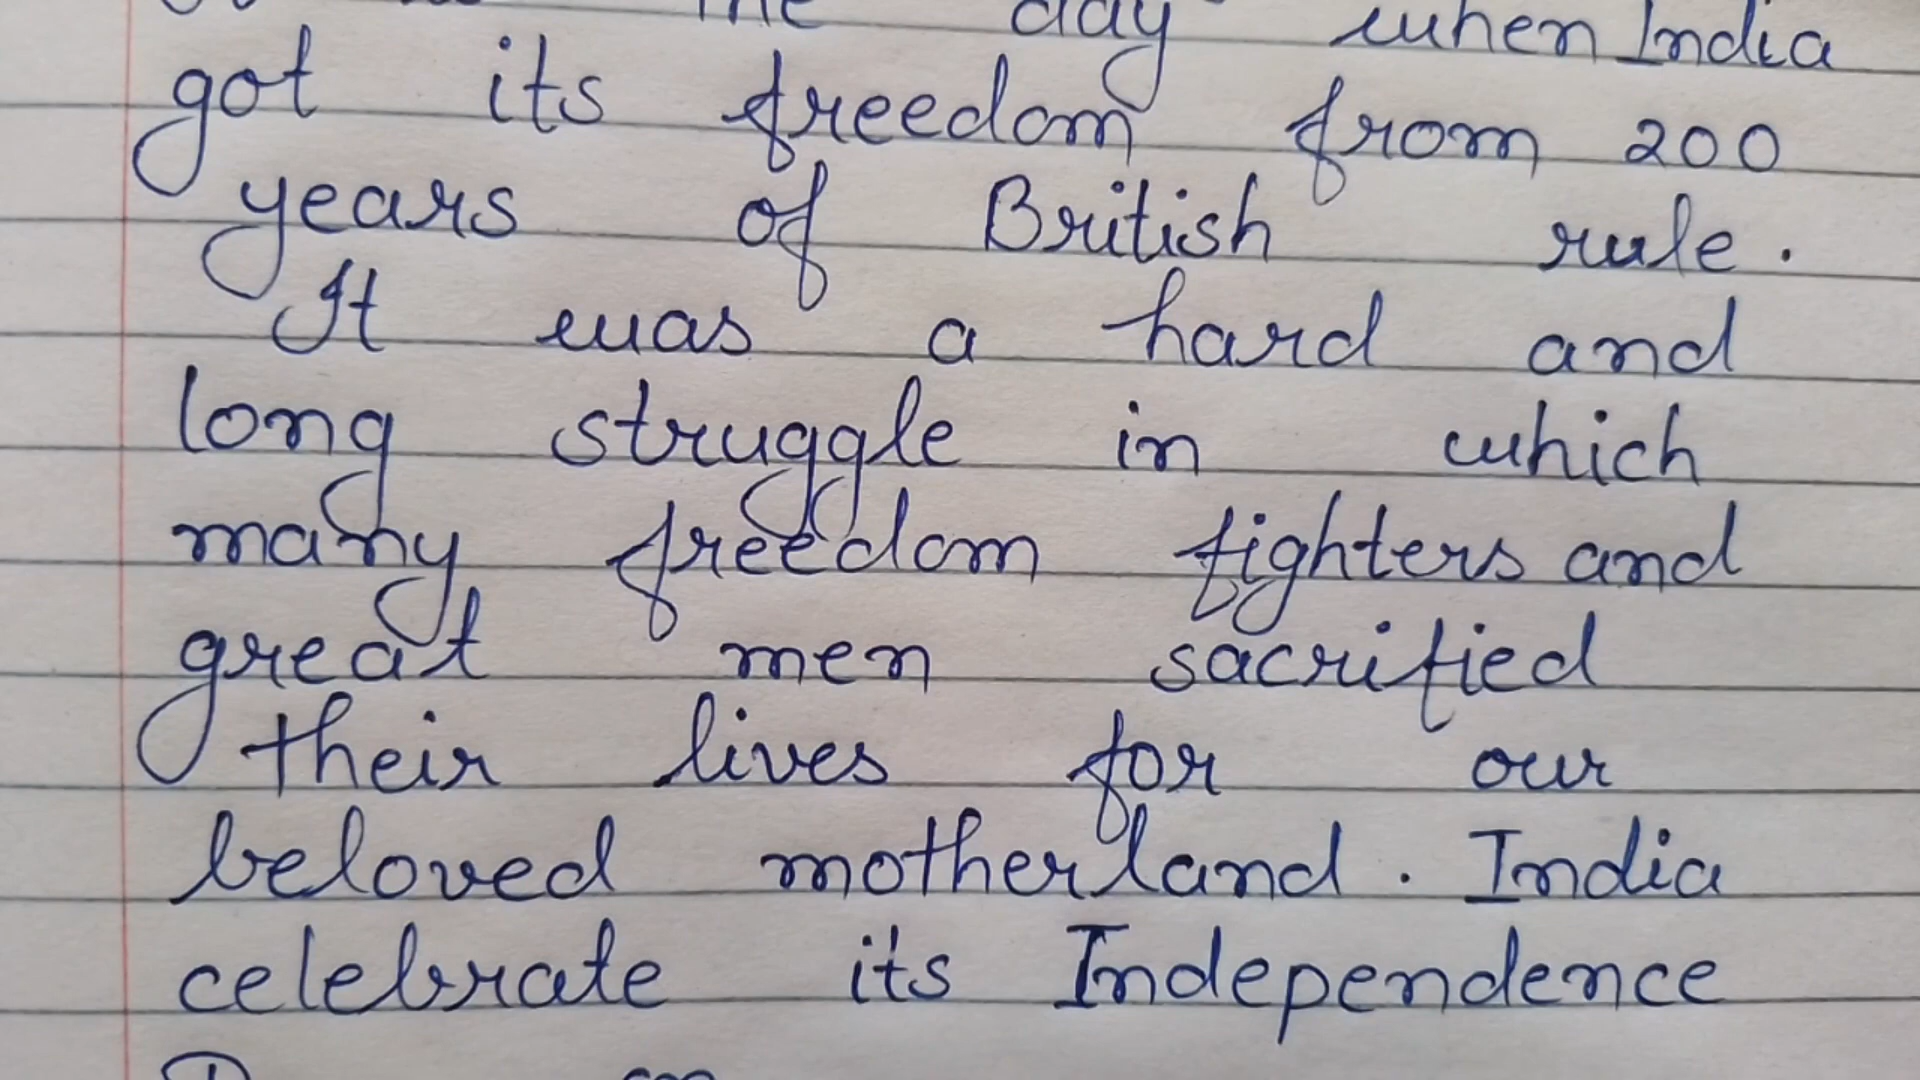 the day when India
got its freedom from 200
years of British rule.
It was a hard and
long struggle in which
many freedom fighters and
great men sacrified
their lives for our
beloved motherland. India
celebrate its Independence